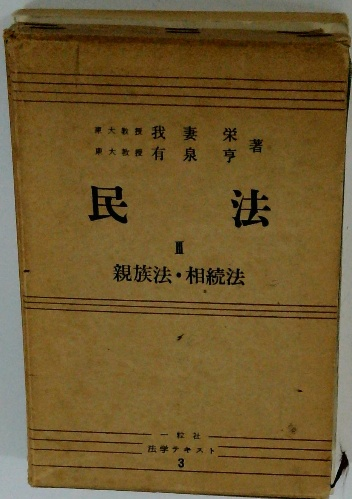 東大教授 我妻栄
東大教授 有泉亨 著
民法
III
親族法・相続法
一粒社
法学テキスト
3